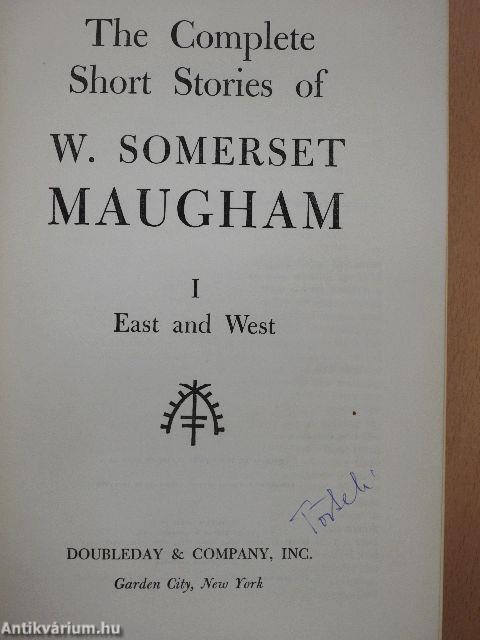 The Complete
Short Stories of
W. SOMERSET
MAUGHAM
I
East and West
DOUBLEDAY & COMPANY, INC.
Garden City, New York
Antikvárium.hu